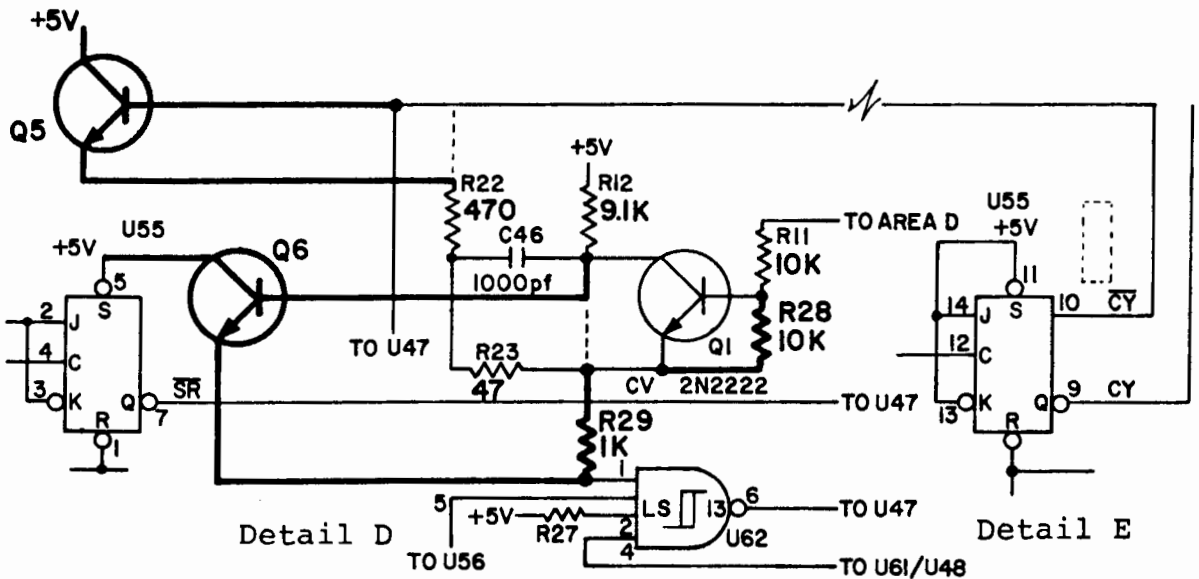 +5V
Q5
+5V
R22
470
R12
9.1K
U55
+5V
Q6
C46
1000pf
R11
10K
TO AREA D
U55
+5V
5
S
2
J
4
C
3
K
Q
7
R
1
SR
TO U47
R23
47
CV
Q1
2N2222
R28
10K
11
S
14
J
10
CY
12
C
9
CY
13
K
Q
R
TO U47
R29
1K
1
5
LS
13
6
+5V
R27
2
4
U62
TO U47
TO U56
TO U61/U48
Detail D
Detail E